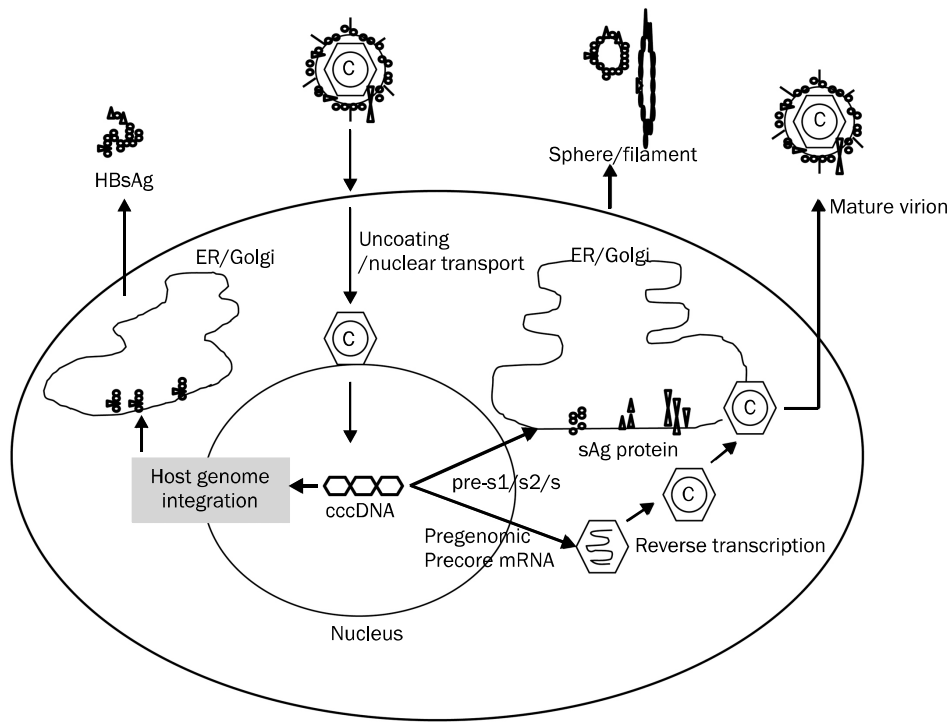 C
C
HBsAg
Sphere/filament
Mature virion
ER/Golgi
Uncoating
/nuclear transport
ER/Golgi
C
C
sAg protein
Host genome
integration
cccDNA
pre-s1/s2/s
C
Pregenomic
Precore mRNA
Reverse transcription
Nucleus